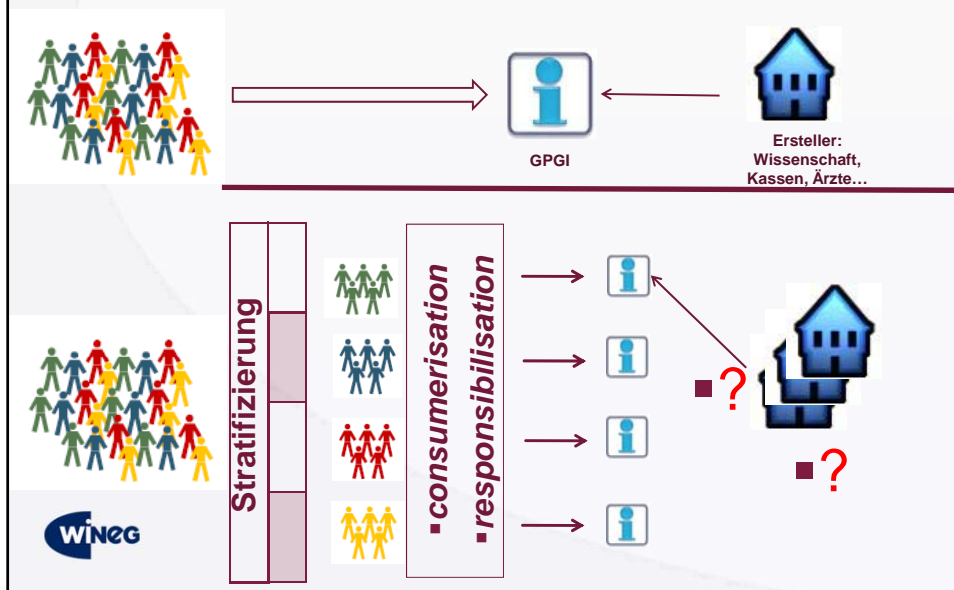 GPGI
Ersteller:
Wissenschaft,
Kassen, Ärzte…
Stratifizierung
▪consumerisation
▪responsibilisation
▪?
▪?
WiNEG